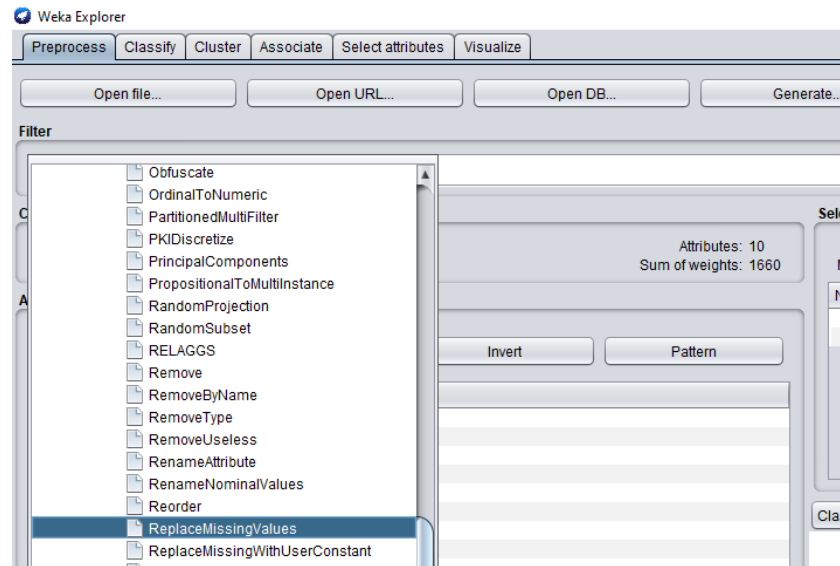 Weka Explorer
Preprocess Classify Cluster Associate Select attributes Visualize
Open file... Open URL... Open DB... Generate...
Filter
Obfuscate
OrdinalToNumeric
PartitionedMultiFilter
PKIDiscretize
PrincipalComponents
PropositionalToMultiInstance
RandomProjection
RandomSubset
RELAGGS
Remove
RemoveByName
RemoveType
RemoveUseless
RenameAttribute
RenameNominalValues
Reorder
ReplaceMissingValues
ReplaceMissingWithUserConstant
C
Attributes: 10
Sum of weights: 1660
A
Invert Pattern
Sel
N
Cla